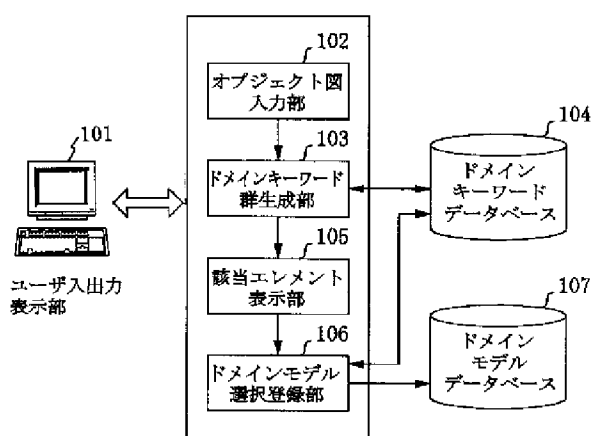 102
オブジェクト図
入力部
101
103
104
ドメインキーワード
群生成部
ドメイン
キーワード
データベース
ユーザ入出力
表示部
105
該当エレメント
表示部
107
106
ドメインモデル
選択登録部
ドメイン
モデル
データベース